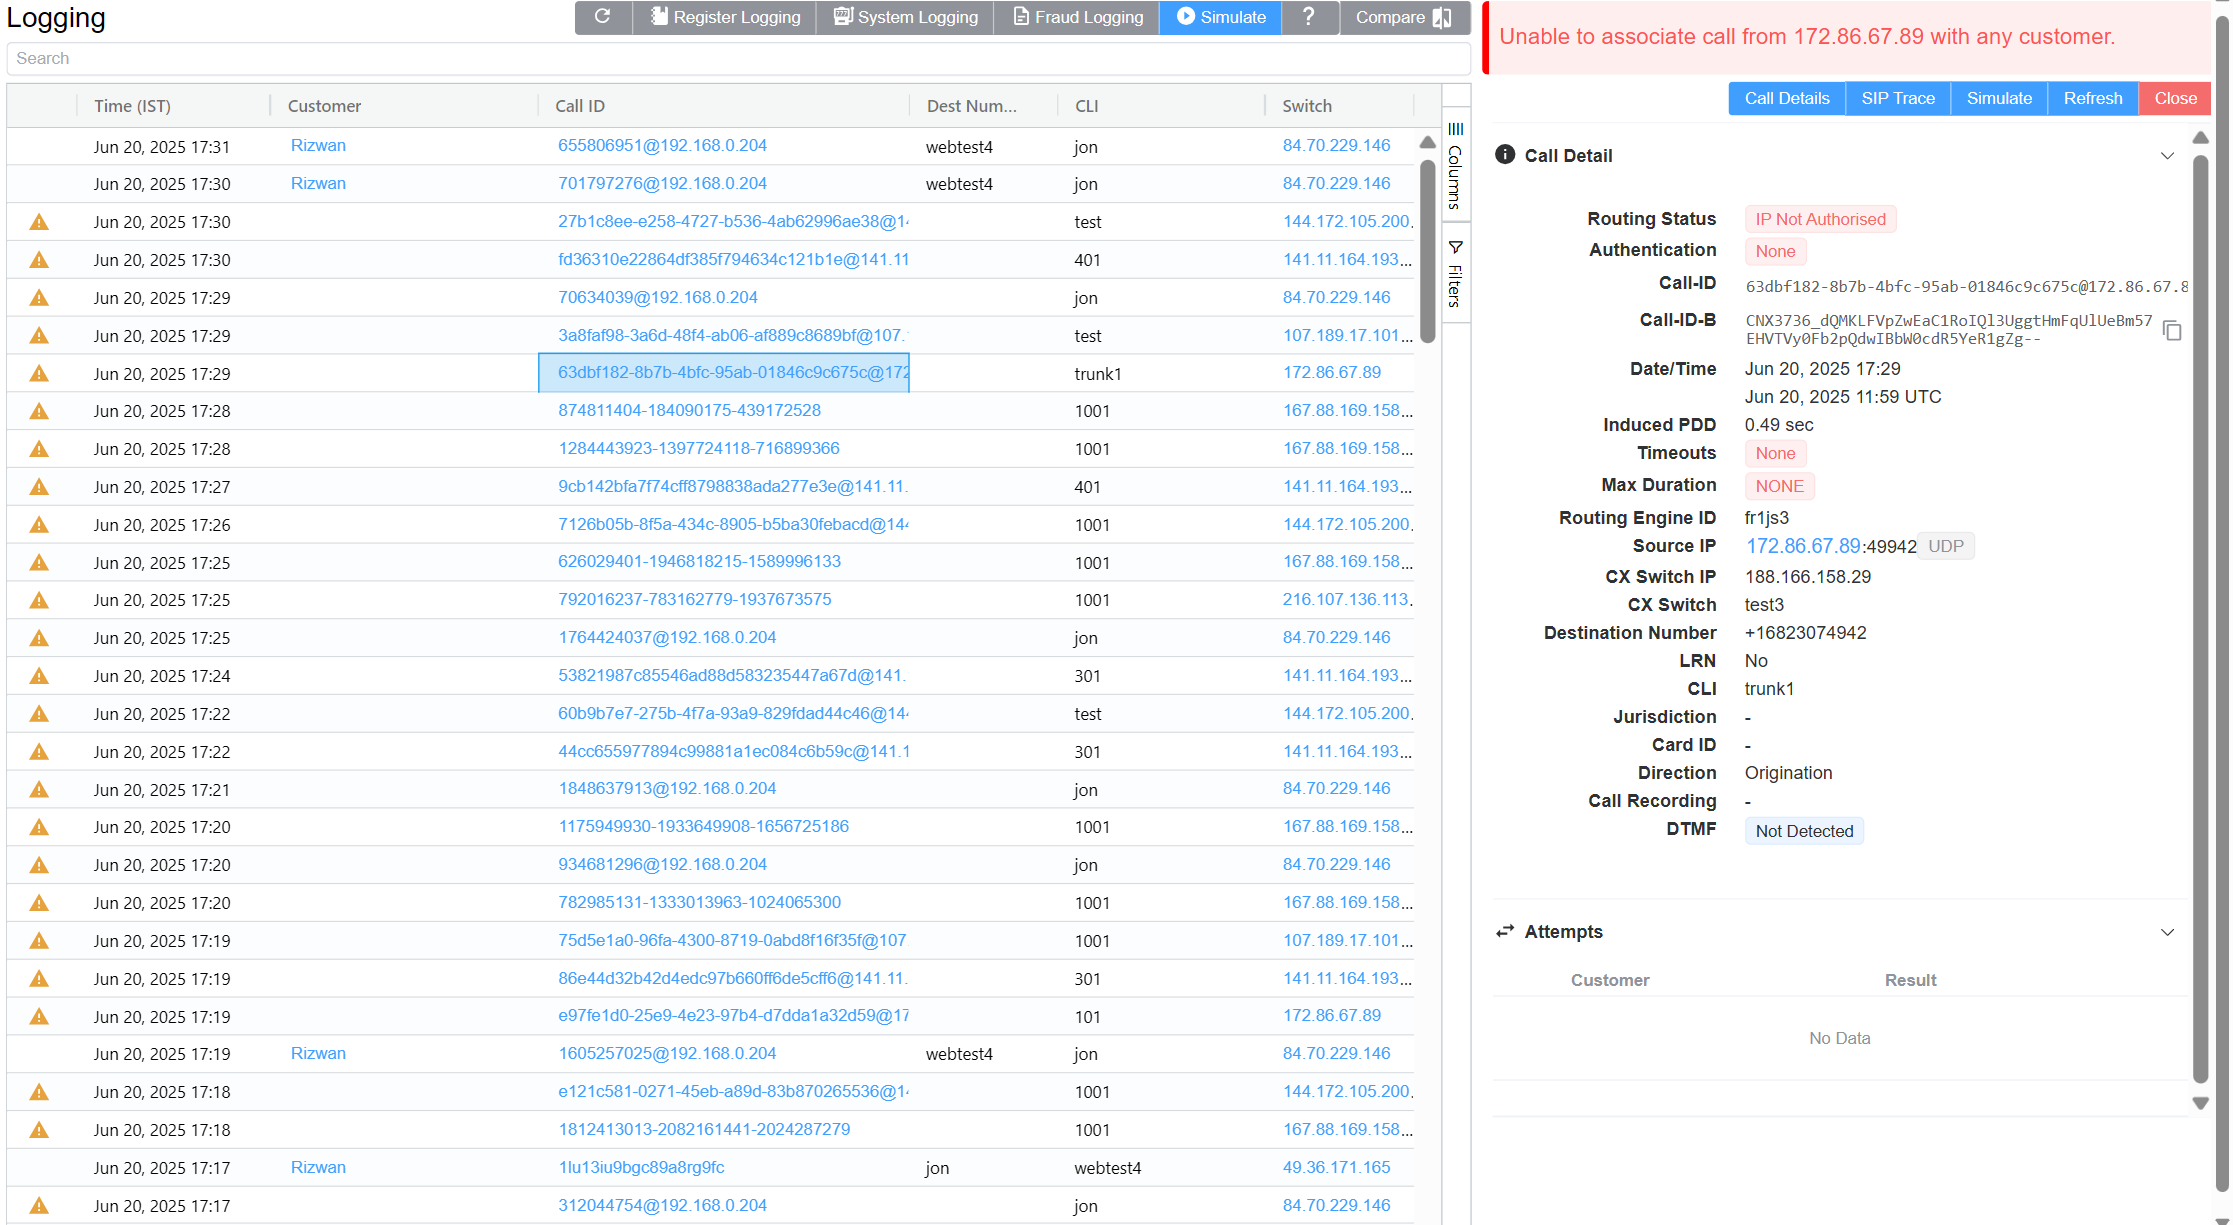 Logging
Register Logging
System Logging
Fraud Logging
Simulate
?
Compare
Search
Time (IST) Customer Call ID Dest Num... CLI Switch
Jun 20, 2025 17:31 Rizwan 655806951@192.168.0.204 webtest4 jon 84.70.229.146
Jun 20, 2025 17:30 Rizwan 701797276@192.168.0.204 webtest4 jon 84.70.229.146
Jun 20, 2025 17:30 27b1c8ee-e258-4727-b536-4ab62996ae38@14 test 144.172.105.200.
Jun 20, 2025 17:30 fd36310e22864df385f794634c121b1e@141.11 401 141.11.164.193...
Jun 20, 2025 17:29 70634039@192.168.0.204 jon 84.70.229.146
Jun 20, 2025 17:29 3a8faf98-3a6d-48f4-ab06-af889c8689bf@107. test 107.189.17.101...
Jun 20, 2025 17:29 63dbf182-8b7b-4bfc-95ab-01846c9c675c@172 trunk1 172.86.67.89
Jun 20, 2025 17:28 874811404-184090175-439172528 1001 167.88.169.158...
Jun 20, 2025 17:28 1284443923-1397724118-716899366 1001 167.88.169.158...
Jun 20, 2025 17:27 9cb142bfa7f74cff8798838ada277e3e@141.11. 401 141.11.164.193...
Jun 20, 2025 17:26 7126b05b-8f5a-434c-8905-b5ba30febacd@144 1001 144.172.105.200.
Jun 20, 2025 17:25 626029401-1946818215-1589996133 1001 167.88.169.158...
Jun 20, 2025 17:25 792016237-783162779-1937673575 1001 216.107.136.113.
Jun 20, 2025 17:25 1764424037@192.168.0.204 jon 84.70.229.146
Jun 20, 2025 17:24 53821987c85546ad88d583235447a67d@141. 301 141.11.164.193...
Jun 20, 2025 17:22 60b9b7e7-275b-4f7a-93a9-829fdad44c46@144 test 144.172.105.200.
Jun 20, 2025 17:22 44cc655977894c99881a1ec084c6b59c@141.1 301 141.11.164.193...
Jun 20, 2025 17:21 1848637913@192.168.0.204 jon 84.70.229.146
Jun 20, 2025 17:20 1175949930-1933649908-1656725186 1001 167.88.169.158...
Jun 20, 2025 17:20 934681296@192.168.0.204 jon 84.70.229.146
Jun 20, 2025 17:20 782985131-1333013963-1024065300 1001 167.88.169.158...
Jun 20, 2025 17:19 75d5e1a0-96fa-4300-8719-0abd8f16f35f@107 1001 107.189.17.101...
Jun 20, 2025 17:19 86e44d32b42d4edc97b660ff6de5cff6@141.11. 301 141.11.164.193...
Jun 20, 2025 17:19 e97fe1d0-25e9-4e23-97b4-d7dda1a32d59@17 101 172.86.67.89
Jun 20, 2025 17:19 Rizwan 1605257025@192.168.0.204 webtest4 jon 84.70.229.146
Jun 20, 2025 17:18 e121c581-0271-45eb-a89d-83b870265536@14 1001 144.172.105.200.
Jun 20, 2025 17:18 1812413013-2082161441-2024287279 1001 167.88.169.158...
Jun 20, 2025 17:17 Rizwan 1lu13iu9bgc89a8rg9fc jon webtest4 49.36.171.165
Jun 20, 2025 17:17 312044754@192.168.0.204 jon 84.70.229.146
Columns
Filters
Unable to associate call from 172.86.67.89 with any customer.
Call Details
SIP Trace
Simulate
Refresh
Close
Call Detail
Routing Status IP Not Authorised
Authentication None
Call-ID 63dbf182-8b7b-4bfc-95ab-01846c9c675c@172.86.67.8
Call-ID-B CNX3736_dQMKLFVpZwEaC1RoIQl3UggtHmFqUlUeBm57
EHVTVy0Fb2pQdwIBbW0cdR5YeR1gZg--
Date/Time Jun 20, 2025 17:29
Jun 20, 2025 11:59 UTC
Induced PDD 0.49 sec
Timeouts None
Max Duration NONE
Routing Engine ID fr1js3
Source IP 172.86.67.89:49942 UDP
CX Switch IP 188.166.158.29
CX Switch test3
Destination Number +16823074942
LRN No
CLI trunk1
Jurisdiction -
Card ID -
Direction Origination
Call Recording -
DTMF Not Detected
Attempts
Customer Result
No Data